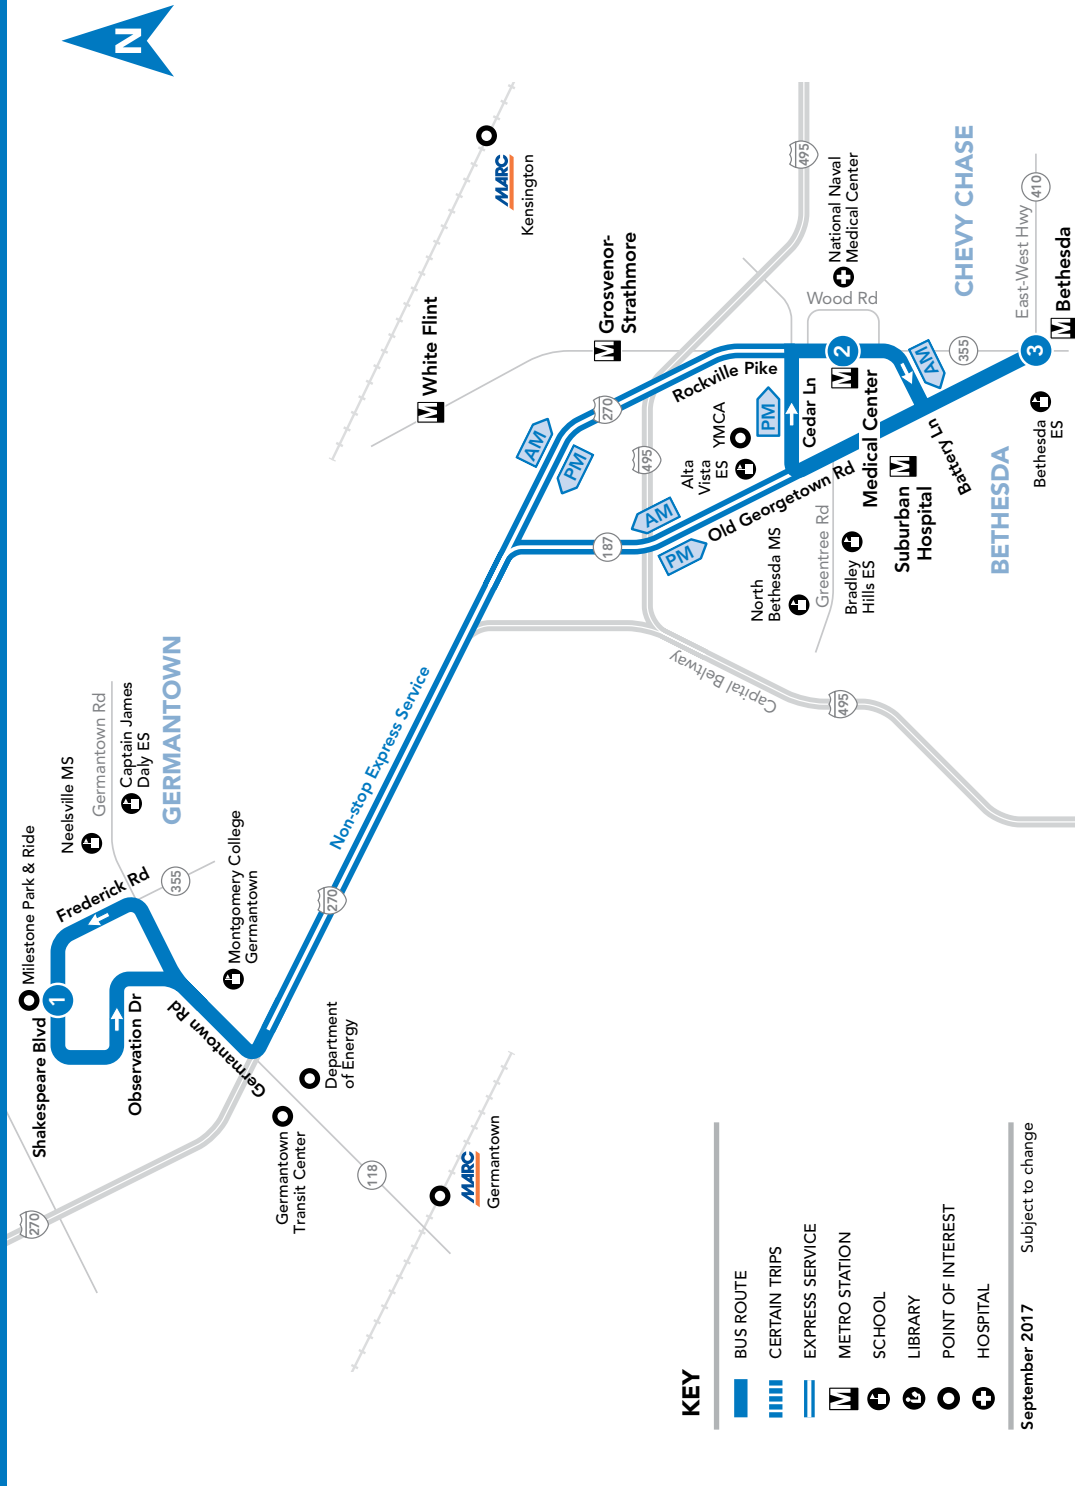 N
Shakespeare Blvd
1
Milestone Park & Ride
Observation Dr
Frederick Rd
Neelsville MS
Germantown Rd
Captain James
Daly ES
GERMANTOWN
355
Germantown Rd
Montgomery College
Germantown
270
Germantown
Transit Center
Department
of Energy
118
MARC
Germantown
270
Non-stop Express Service
MARC
Kensington
M White Flint
M Grosvenor-
Strathmore
AM
PM
270
Rockville Pike
187
495
495
495
Capital Beltway
AM
PM
Old Georgetown Rd
Alta
Vista
ES
YMCA
PM
Cedar Ln
North
Bethesda MS
Greentree Rd
Bradley
Hills ES
M
Medical Center
2
National Naval
Medical Center
Wood Rd
M
Suburban
Hospital
AM
Battery Ln
355
CHEVY CHASE
BETHESDA
East-West Hwy
410
3
M Bethesda
Bethesda
ES
KEY
BUS ROUTE
CERTAIN TRIPS
EXPRESS SERVICE
M METRO STATION
SCHOOL
LIBRARY
POINT OF INTEREST
HOSPITAL
September 2017
Subject to change